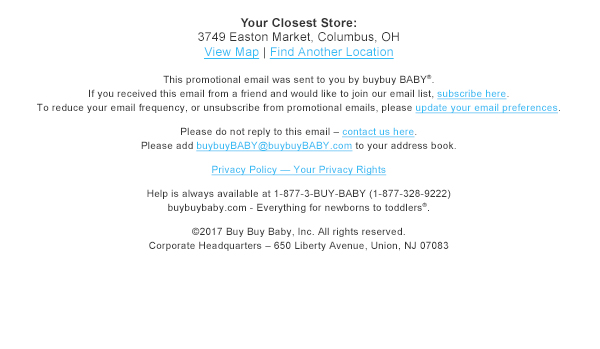 Your Closest Store:
3749 Easton Market, Columbus, OH
View Map | Find Another Location
This promotional email was sent to you by buybuy BABY®.
If you received this email from a friend and would like to join our email list, subscribe here.
To reduce your email frequency, or unsubscribe from promotional emails, please update your email preferences.
Please do not reply to this email – contact us here.
Please add buybuyBABY@buybuyBABY.com to your address book.
Privacy Policy — Your Privacy Rights
Help is always available at 1-877-3-BUY-BABY (1-877-328-9222)
buybuybaby.com - Everything for newborns to toddlers®.
©2017 Buy Buy Baby, Inc. All rights reserved.
Corporate Headquarters – 650 Liberty Avenue, Union, NJ 07083